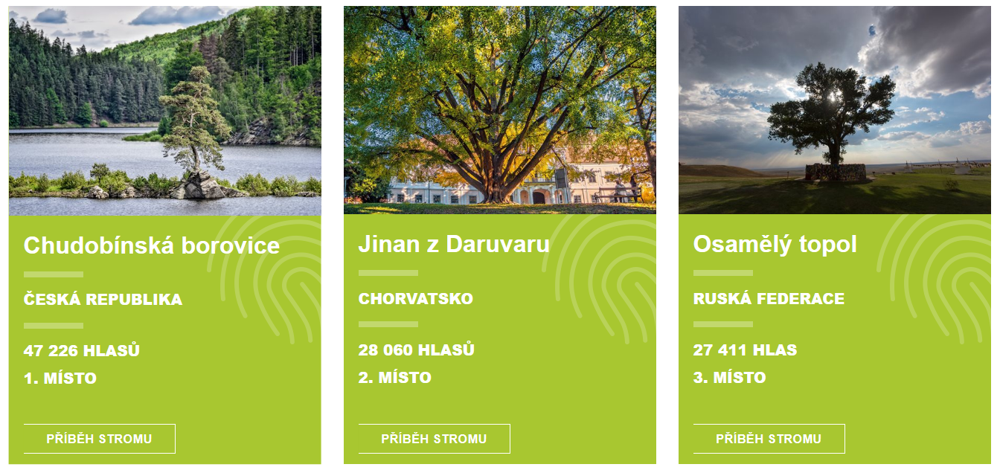 Chudobínská borovice
ČESKÁ REPUBLIKA
47 226 HLASŮ
1. MÍSTO
PŘÍBĚH STROMU
Jinan z Daruvaru
CHORVATSKO
28 060 HLASŮ
2. MÍSTO
PŘÍBĚH STROMU
Osamělý topol
RUSKÁ FEDERACE
27 411 HLAS
3. MÍSTO
PŘÍBĚH STROMU